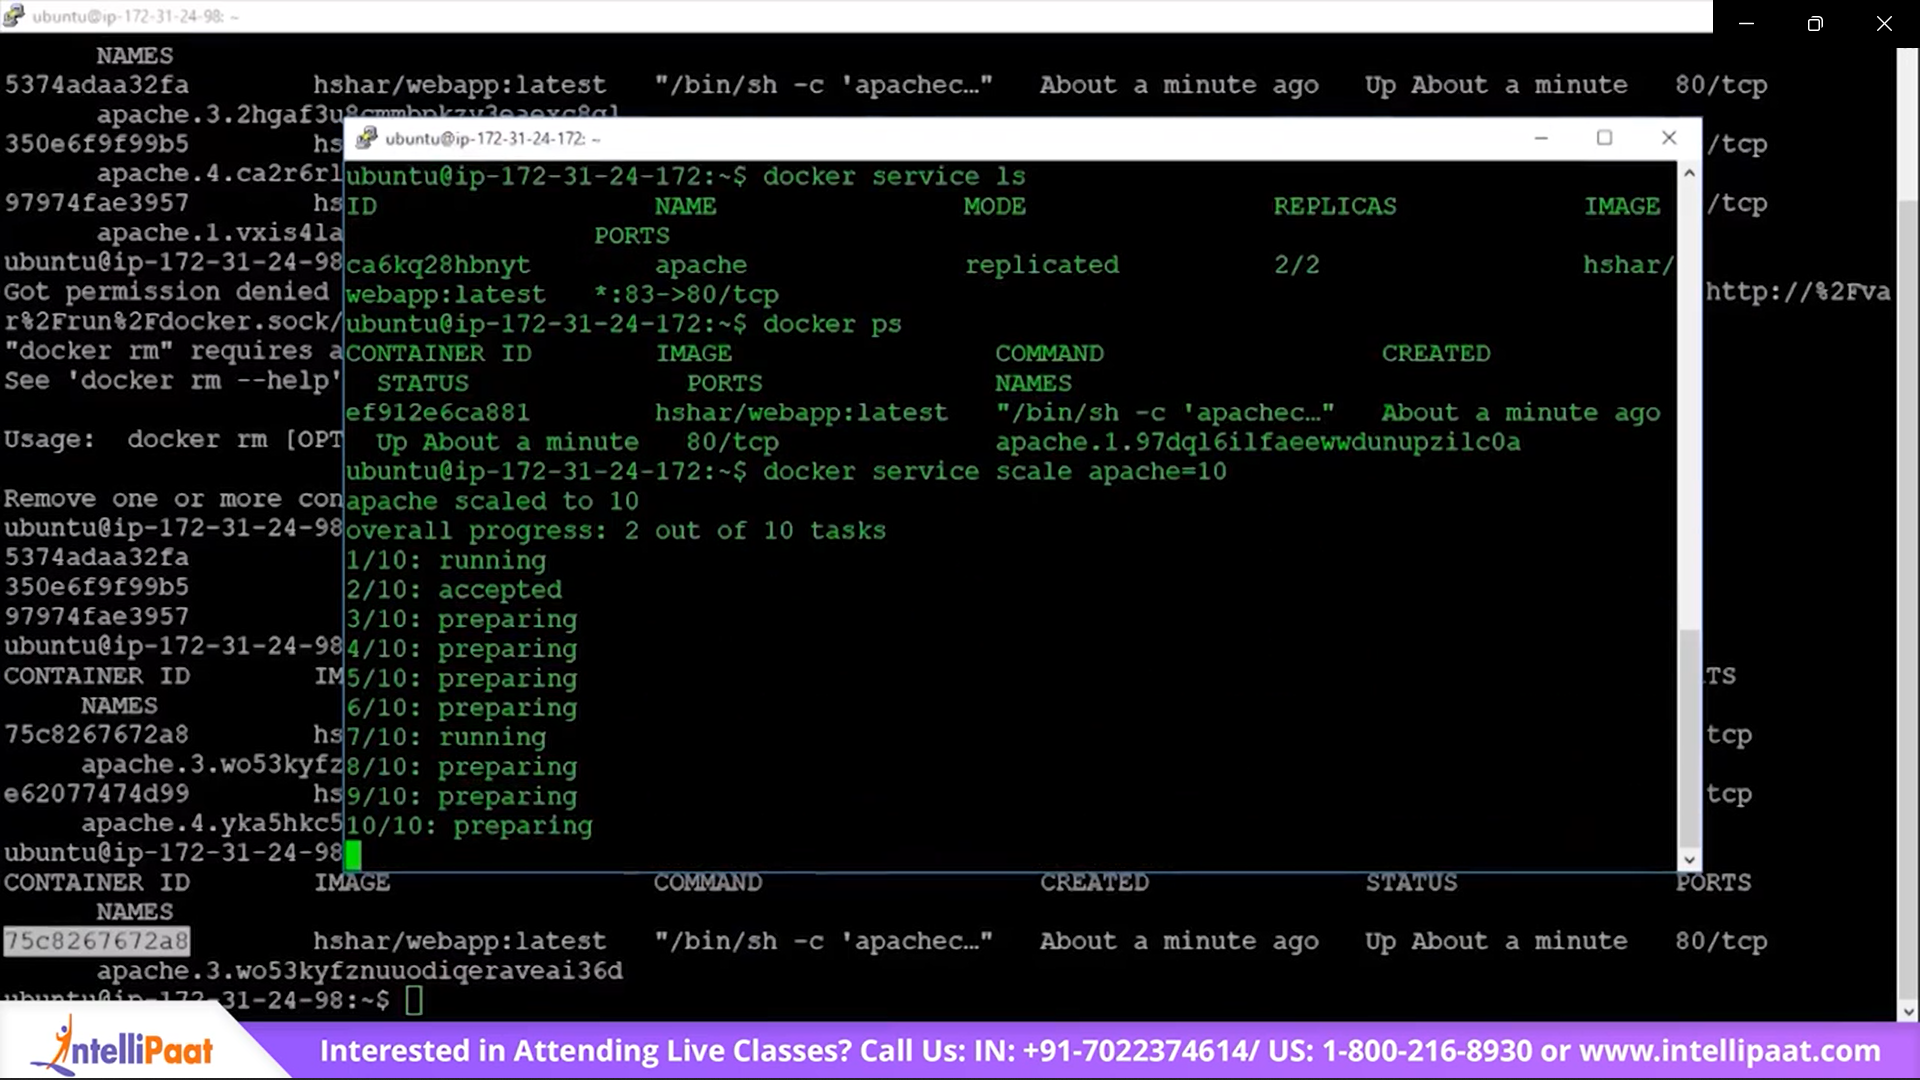 ubuntu@ip-172-31-24-98: ~
NAMES
5374adaa32fa hshar/webapp:latest "/bin/sh -c 'apachec…" About a minute ago Up About a minute 80/tcp
apache.3.2hgaf3u8cmmbpkzy3eaexc8ql
350e6f9f99b5 hs /tcp
apache.4.ca2r6rl
97974fae3957 hs /tcp
apache.1.vxis4la
ubuntu@ip-172-31-24-98
Got permission denied http://%2Fva
r%2Frun%2Fdocker.sock/
"docker rm" requires a
See 'docker rm --help'
Usage: docker rm [OPT
Remove one or more con
ubuntu@ip-172-31-24-98
5374adaa32fa
350e6f9f99b5
97974fae3957
ubuntu@ip-172-31-24-98
CONTAINER ID IM TS
NAMES
75c8267672a8 hs tcp
apache.3.wo53kyfz
e62077474d99 hs tcp
apache.4.yka5hkc5
ubuntu@ip-172-31-24-98
CONTAINER ID IMAGE COMMAND CREATED STATUS PORTS
NAMES
75c8267672a8 hshar/webapp:latest "/bin/sh -c 'apachec…" About a minute ago Up About a minute 80/tcp
apache.3.wo53kyfznuuodiqeraveai36d
ubuntu@ip-172-31-24-98:~$
ubuntu@ip-172-31-24-172: ~
ubuntu@ip-172-31-24-172:~$ docker service ls
ID NAME MODE REPLICAS IMAGE
PORTS
ca6kq28hbnyt apache replicated 2/2 hshar/
webapp:latest *:83->80/tcp
ubuntu@ip-172-31-24-172:~$ docker ps
CONTAINER ID IMAGE COMMAND CREATED
STATUS PORTS NAMES
ef912e6ca881 hshar/webapp:latest "/bin/sh -c 'apachec…" About a minute ago
Up About a minute 80/tcp apache.1.97dql6ilfaeewwdunupzilc0a
ubuntu@ip-172-31-24-172:~$ docker service scale apache=10
apache scaled to 10
overall progress: 2 out of 10 tasks
1/10: running
2/10: accepted
3/10: preparing
4/10: preparing
5/10: preparing
6/10: preparing
7/10: running
8/10: preparing
9/10: preparing
10/10: preparing
IntelliPaat
Interested in Attending Live Classes? Call Us: IN: +91-7022374614/ US: 1-800-216-8930 or www.intellipaat.com